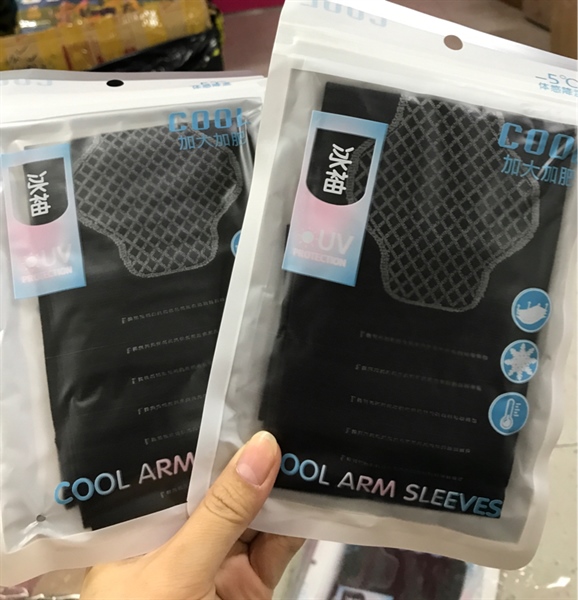 COOL
COOL
加大加肥
冰袖
UV
PROTECTION
COOL ARM
-5°C
COOL
加大加肥
冰袖
UV
PROTECTION
COOL ARM SLEEVES